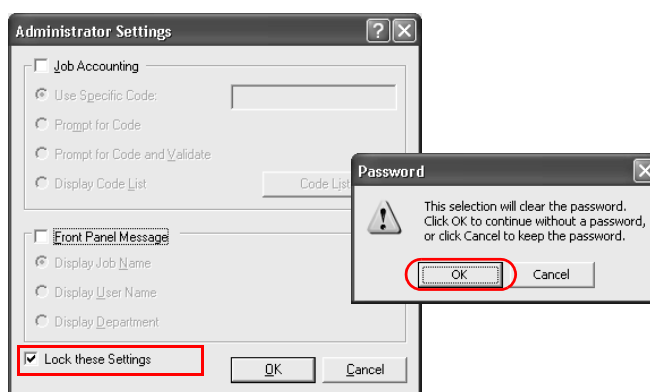 Administrator Settings
Job Accounting
Use Specific Code:
Prompt for Code
Prompt for Code and Validate
Display Code List
Code List
Front Panel Message
Display Job Name
Display User Name
Display Department
Lock these Settings
OK
Cancel
Password
This selection will clear the password.
Click OK to continue without a password,
or click Cancel to keep the password.
OK
Cancel